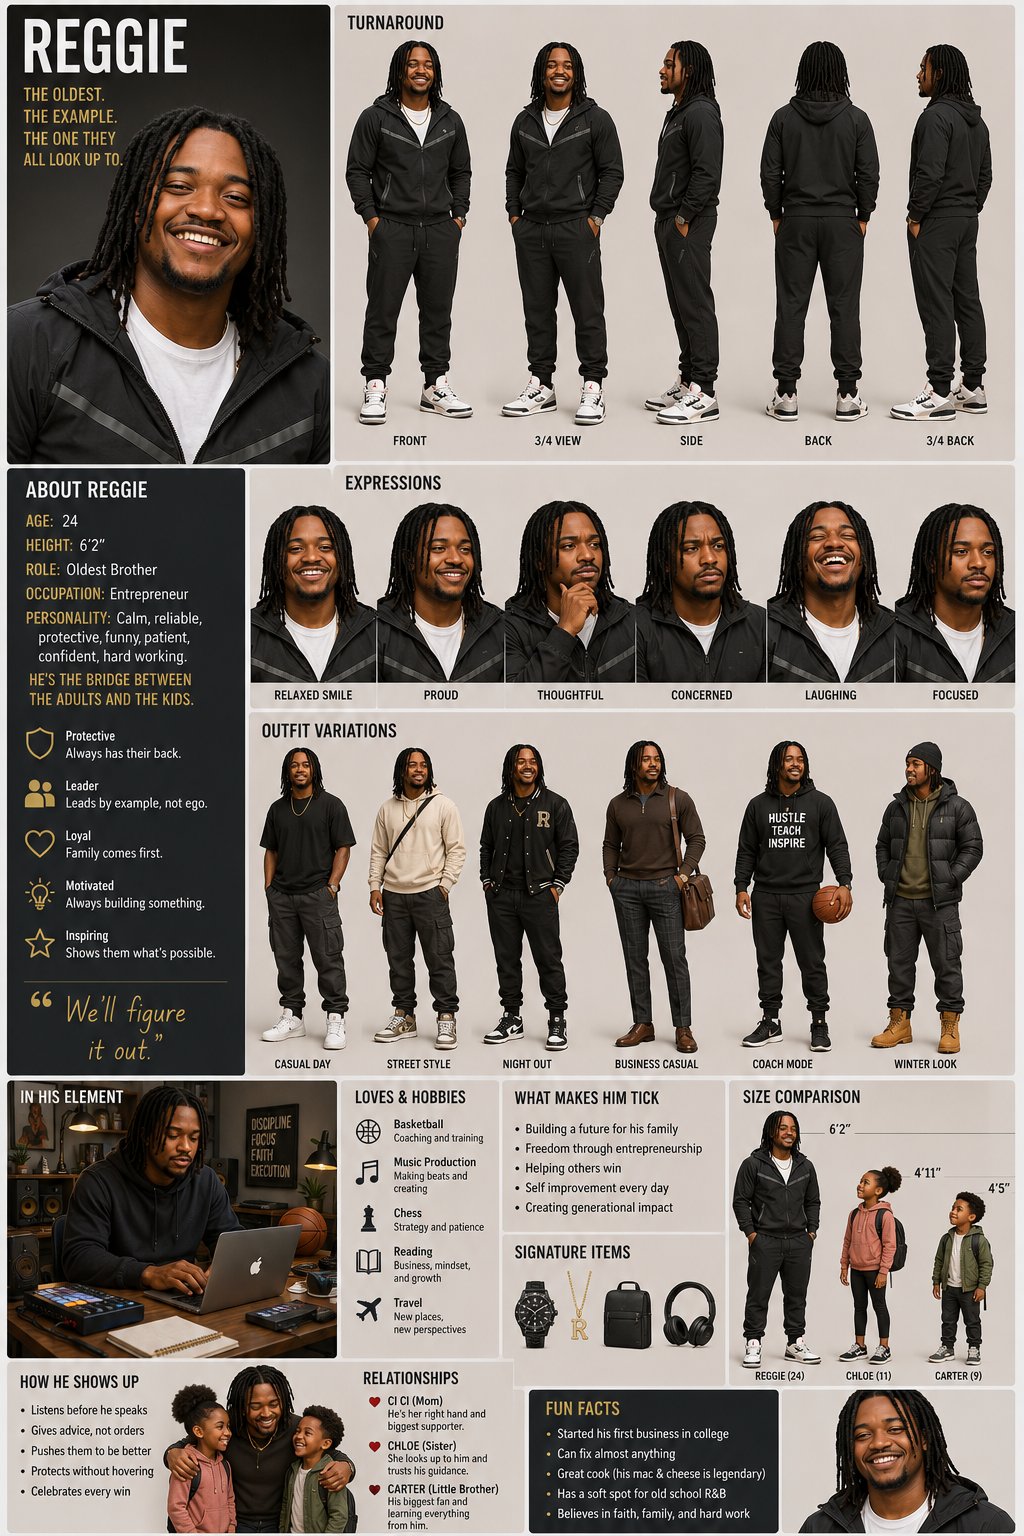 REGGIE
THE OLDEST.
THE EXAMPLE.
THE ONE THEY
ALL LOOK UP TO.
TURNAROUND
FRONT
3/4 VIEW
SIDE
BACK
3/4 BACK
ABOUT REGGIE
AGE: 24
HEIGHT: 6'2"
ROLE: Oldest Brother
OCCUPATION: Entrepreneur
PERSONALITY: Calm, reliable,
protective, funny, patient,
confident, hard working.
HE'S THE BRIDGE BETWEEN
THE ADULTS AND THE KIDS.
Protective
Always has their back.
Leader
Leads by example, not ego.
Loyal
Family comes first.
Motivated
Always building something.
Inspiring
Shows them what's possible.
“ We'll figure
it out.”
EXPRESSIONS
RELAXED SMILE
PROUD
THOUGHTFUL
CONCERNED
LAUGHING
FOCUSED
OUTFIT VARIATIONS
R
HUSTLE
TEACH
INSPIRE
CASUAL DAY
STREET STYLE
NIGHT OUT
BUSINESS CASUAL
COACH MODE
WINTER LOOK
IN HIS ELEMENT
DISCIPLINE
FOCUS
FAITH
EXECUTION
LOVES & HOBBIES
Basketball
Coaching and training
Music Production
Making beats and
creating
Chess
Strategy and patience
Reading
Business, mindset,
and growth
Travel
New places,
new perspectives
WHAT MAKES HIM TICK
• Building a future for his family
• Freedom through entrepreneurship
• Helping others win
• Self improvement every day
• Creating generational impact
SIGNATURE ITEMS
R
SIZE COMPARISON
6'2"
4'11"
4'5"
REGGIE (24)
CHLOE (11)
CARTER (9)
HOW HE SHOWS UP
• Listens before he speaks
• Gives advice, not orders
• Pushes them to be better
• Protects without hovering
• Celebrates every win
RELATIONSHIPS
CI CI (Mom)
He's her right hand and
biggest supporter.
CHLOE (Sister)
She looks up to him and
trusts his guidance.
CARTER (Little Brother)
His biggest fan and
learning everything
from him.
FUN FACTS
• Started his first business in college
• Can fix almost anything
• Great cook (his mac & cheese is legendary)
• Has a soft spot for old school R&B
• Believes in faith, family, and hard work